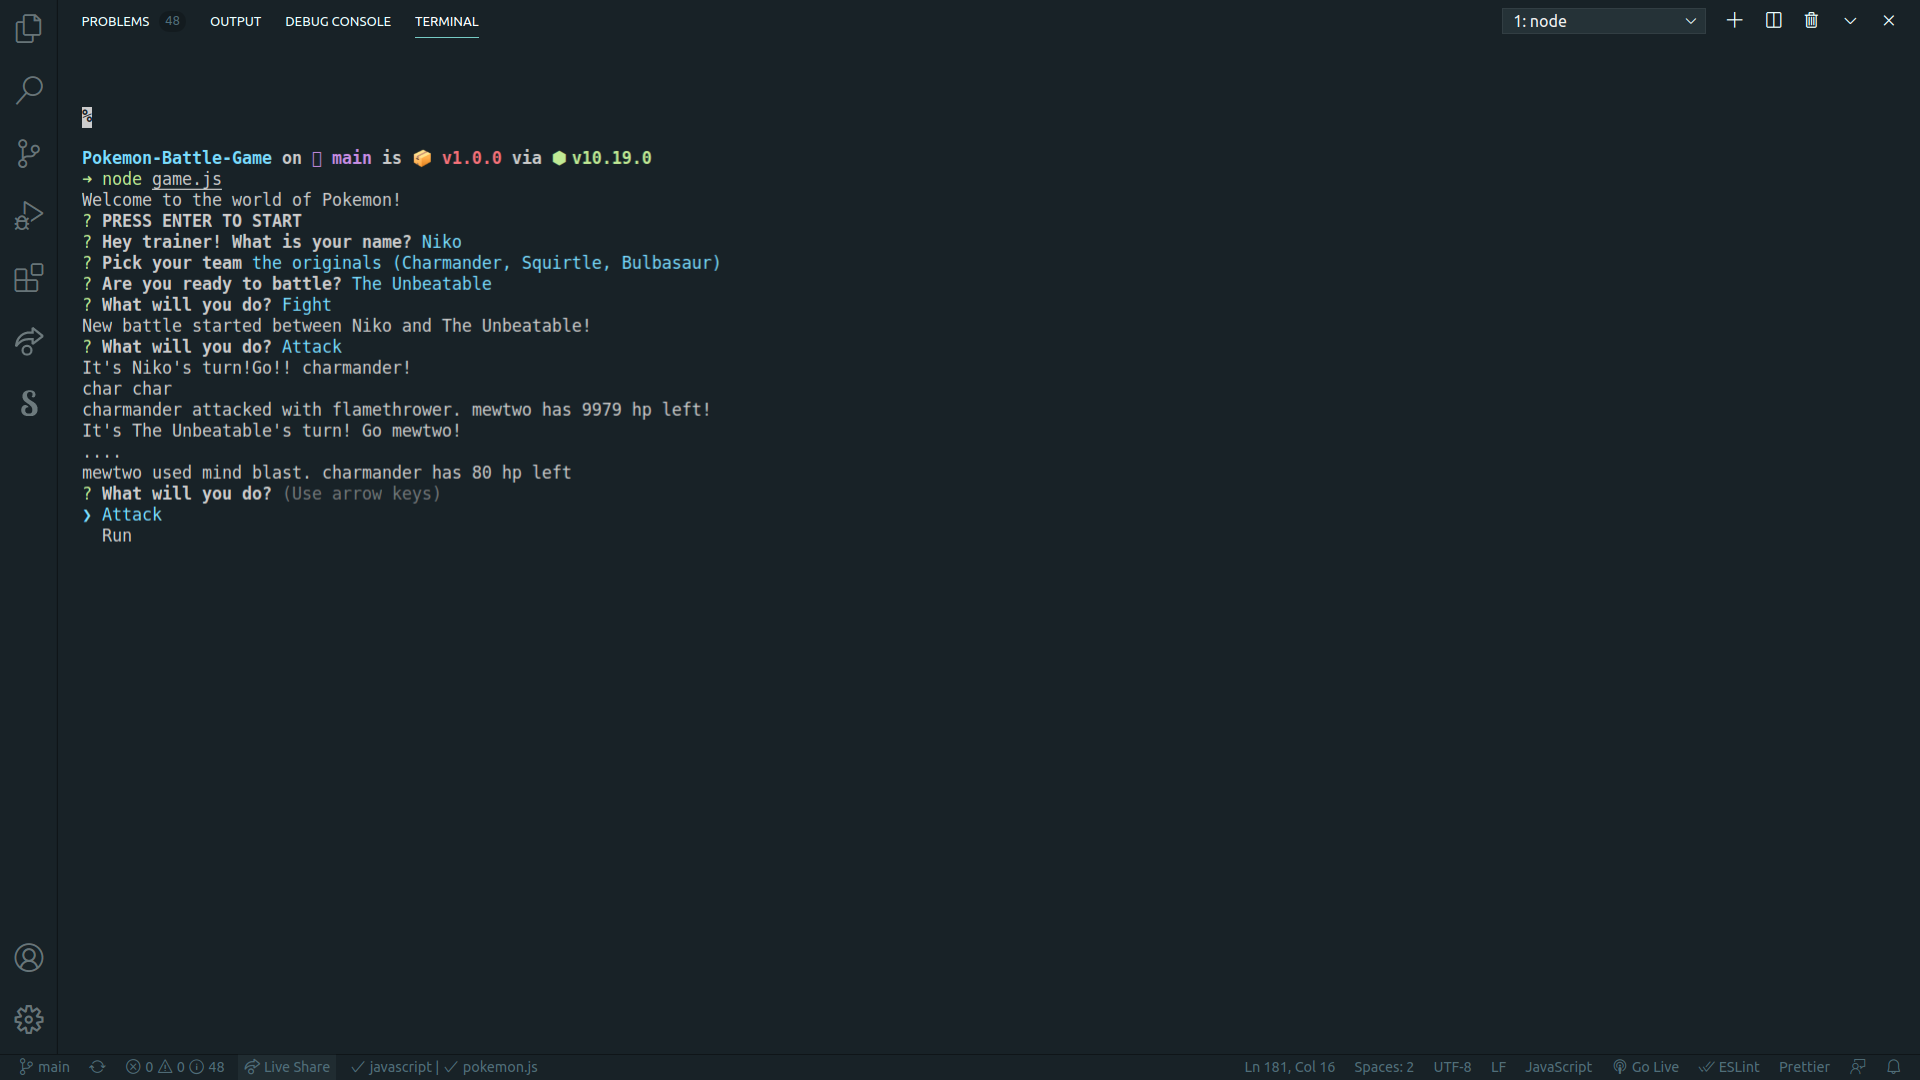 PROBLEMS 48 OUTPUT DEBUG CONSOLE TERMINAL 1: node
%
Pokemon-Battle-Game on main is 📦 v1.0.0 via ⬢ v10.19.0
➜ node game.js
Welcome to the world of Pokemon!
? PRESS ENTER TO START
? Hey trainer! What is your name? Niko
? Pick your team the originals (Charmander, Squirtle, Bulbasaur)
? Are you ready to battle? The Unbeatable
? What will you do? Fight
New battle started between Niko and The Unbeatable!
? What will you do? Attack
It's Niko's turn!Go!! charmander!
char char
charmander attacked with flamethrower. mewtwo has 9979 hp left!
It's The Unbeatable's turn! Go mewtwo!
....
mewtwo used mind blast. charmander has 80 hp left
? What will you do? (Use arrow keys)
❯ Attack
Run
main 0 0 48 Live Share javascript | pokemon.js Ln 181, Col 16 Spaces: 2 UTF-8 LF JavaScript Go Live ESLint Prettier